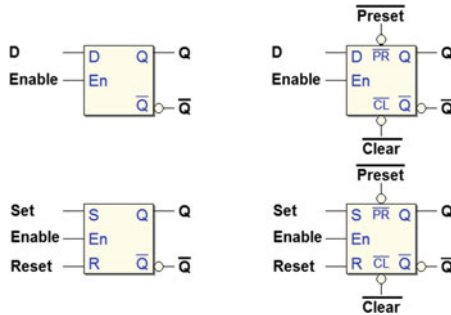 Preset
D D Q Q D D PR Q Q
Enable En Enable En
Q Q CL Q Q
Clear
Preset
Set S Q Q Set S PR Q Q
Enable En Enable En
Reset R Q Q Reset R CL Q Q
Clear